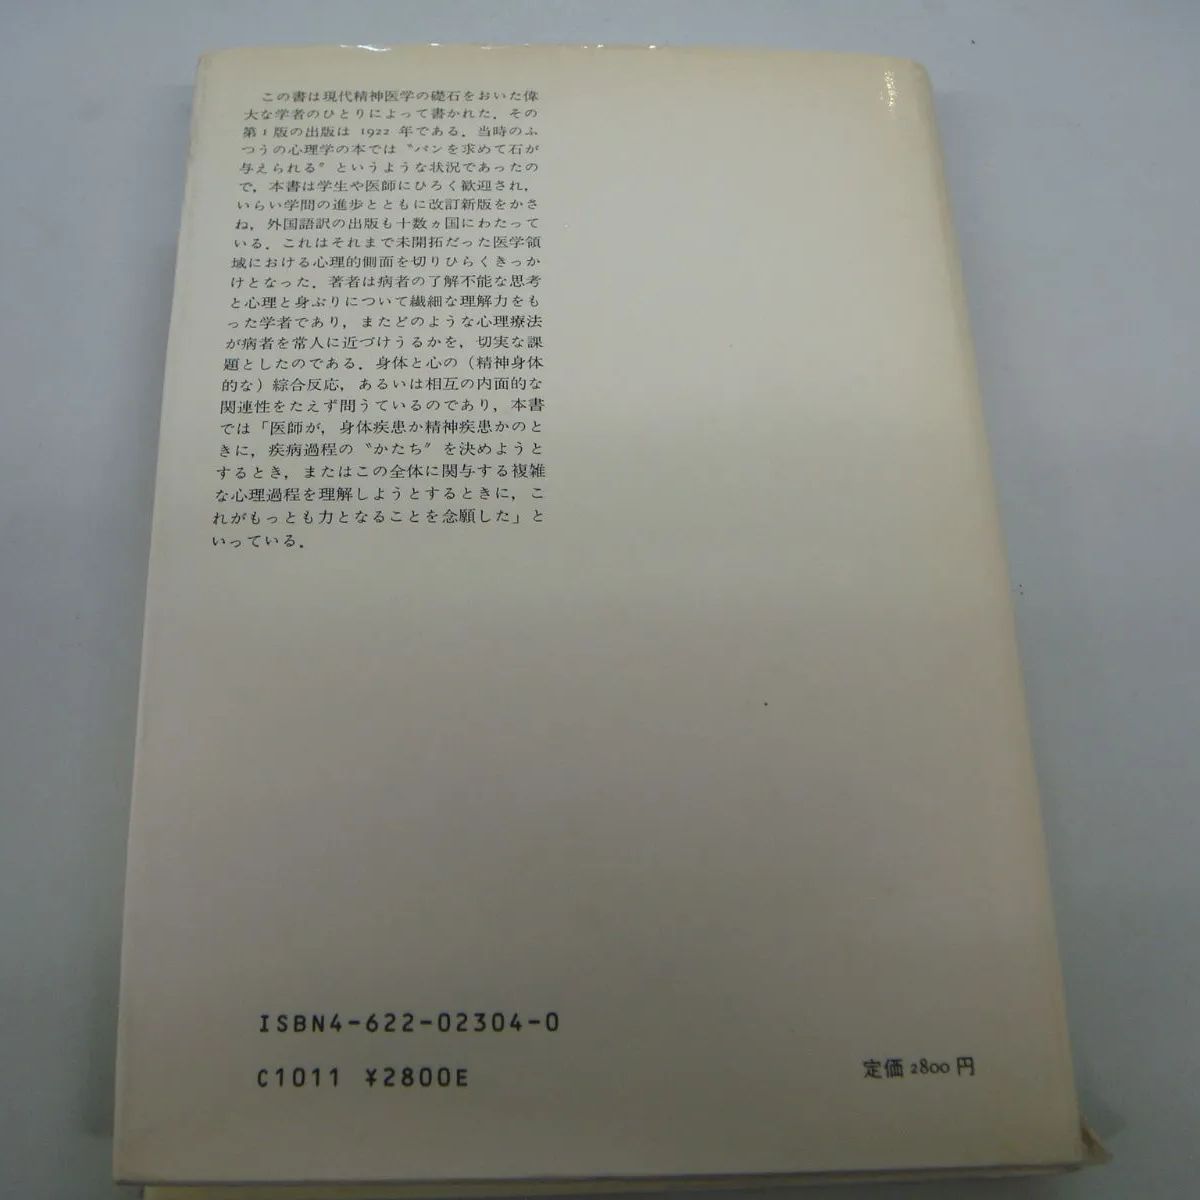 この書は現代精神医学の礎石をおいた偉
大な学者のひとりによって書かれた．その
第1版の出版は 1922 年である．当時のふ
つうの心理学の本では〝パンを求めて石が
与えられる〟というような状況であったの
で，本書は学生や医師にひろく歓迎され，
いらい学問の進歩とともに改訂新版をかさ
ね，外国語訳の出版も十数ヵ国にわたって
いる．これはそれまで未開拓だった医学領
域における心理的側面を切りひらくきっか
けとなった．著者は病者の了解不能な思考
と心理と身ぶりについて繊細な理解力をも
った学者であり，またどのような心理療法
が病者を常人に近づけうるかを，切実な課
題としたのである．身体と心の（精神身体
的な）綜合反応，あるいは相互の内面的な
関連性をたえず問うているのであり，本書
では「医師が，身体疾患か精神疾患かのと
きに，疾病過程の〝かたち〟を決めようと
するとき，またはこの全体に関与する複雑
な心理過程を理解しようとするときに，こ
れがもっとも力となることを念願した」と
いっている．
ISBN4-622-02304-0
C1011 ¥2800E
定価 2800 円